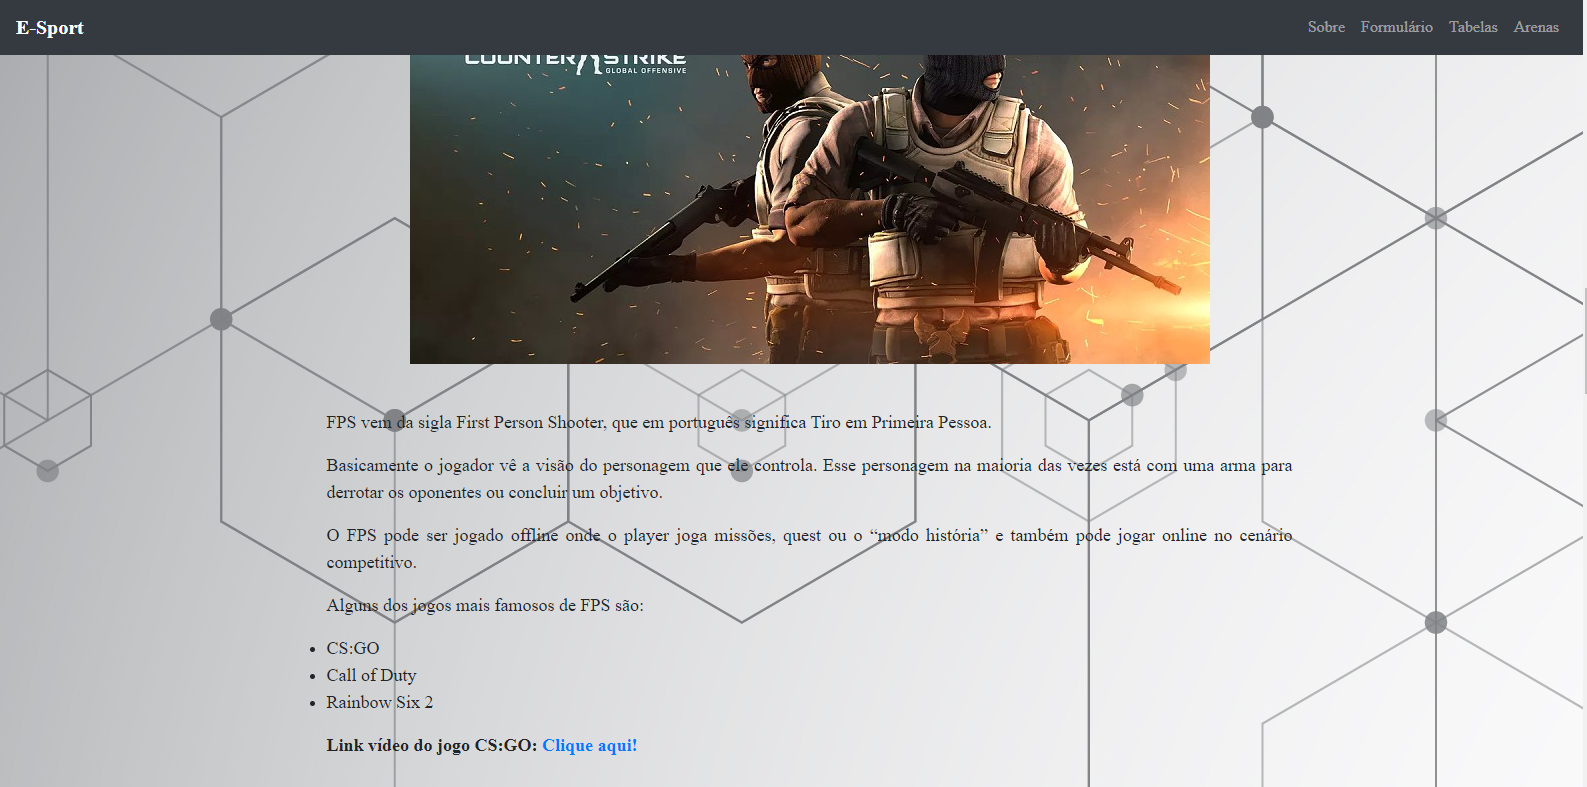 E-Sport
Sobre Formulário Tabelas Arenas
COUNTER STRIKE
GLOBAL OFFENSIVE
FPS vem da sigla First Person Shooter, que em português significa Tiro em Primeira Pessoa.
Basicamente o jogador vê a visão do personagem que ele controla. Esse personagem na maioria das vezes está com uma arma para
derrotar os oponentes ou concluir um objetivo.
O FPS pode ser jogado offline onde o player joga missões, quest ou o “modo história” e também pode jogar online no cenário
competitivo.
Alguns dos jogos mais famosos de FPS são:
• CS:GO
• Call of Duty
• Rainbow Six 2
Link vídeo do jogo CS:GO: Clique aqui!